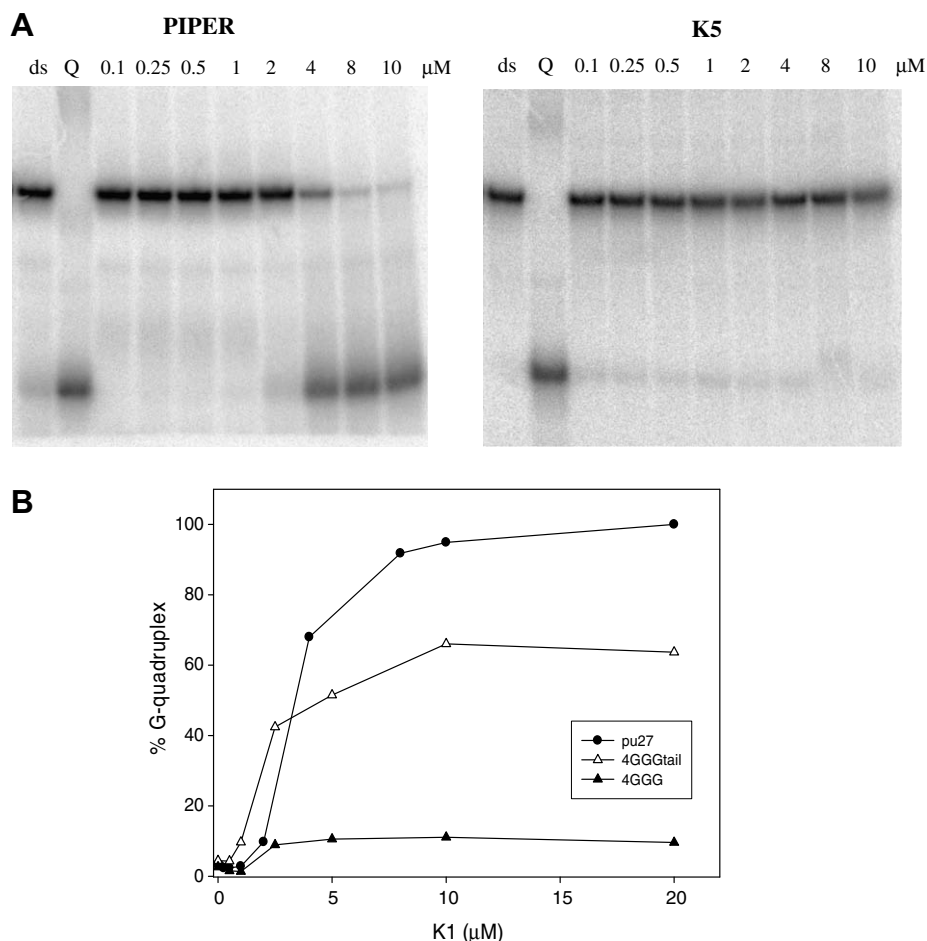 A
PIPER
K5
ds Q 0.1 0.25 0.5 1 2 4 8 10 μM
ds Q 0.1 0.25 0.5 1 2 4 8 10 μM
B
100
80
60
40
20
0
% G-quadruplex
pu27
4GGGtail
4GGG
0 5 10 15 20
K1 (μM)